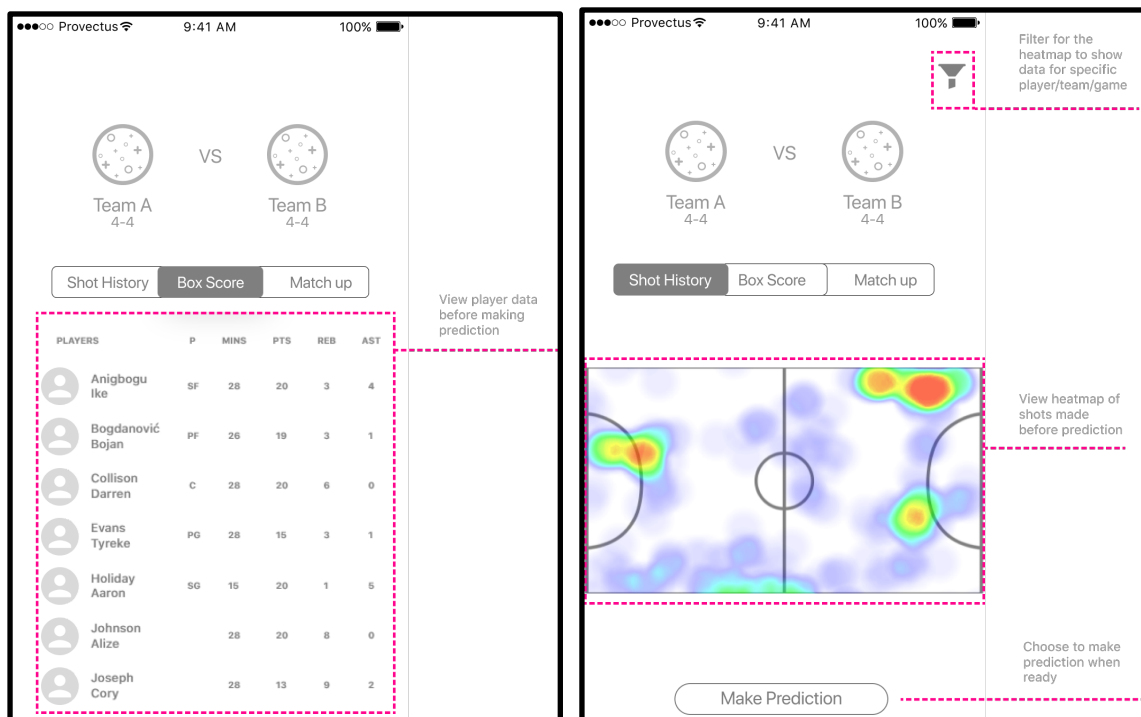 ●●●○○ Provectus 9:41 AM 100%
VS
Team A Team B
4-4 4-4
Shot History Box Score Match up
View player data
before making
prediction
PLAYERS P MINS PTS REB AST
Anigbogu
Ike SF 28 20 3 4
Bogdanović
Bojan PF 26 19 3 1
Collison
Darren C 28 20 6 0
Evans
Tyreke PG 28 15 3 1
Holiday
Aaron SG 15 20 1 5
Johnson
Alize 28 20 8 0
Joseph
Cory 28 13 9 2
●●●○○ Provectus 9:41 AM 100%
Filter for the
heatmap to show
data for specific
player/team/game
VS
Team A Team B
4-4 4-4
Shot History Box Score Match up
View heatmap of
shots made
before prediction
Choose to make
prediction when
ready
Make Prediction